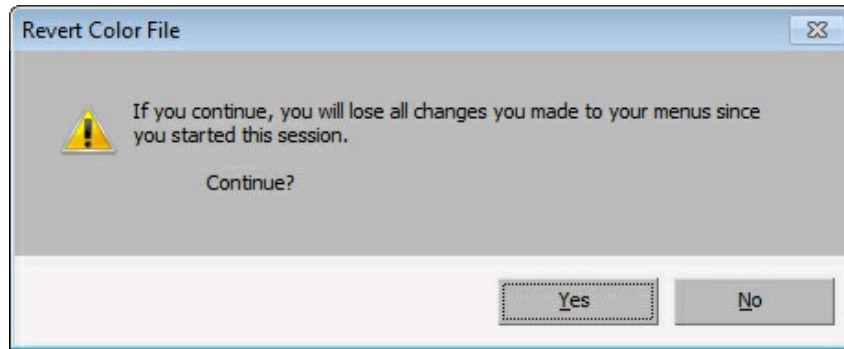 Revert Color File
If you continue, you will lose all changes you made to your menus since
you started this session.
Continue?
Yes
No